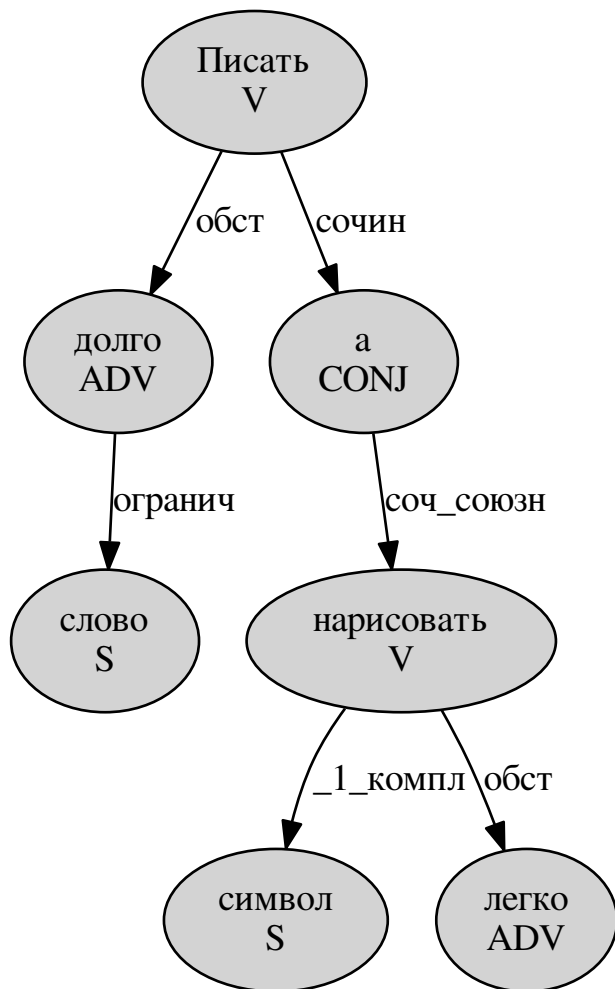 Писать
V
обст
сочин
долго
ADV
а
CONJ
огранич
соч_союзн
слово
S
нарисовать
V
_1_компл
обст
символ
S
легко
ADV